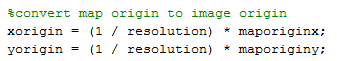 %convert map origin to image origin
xorigin = (1 / resolution) * maporiginx;
yorigin = (1 / resolution) * maporiginy;